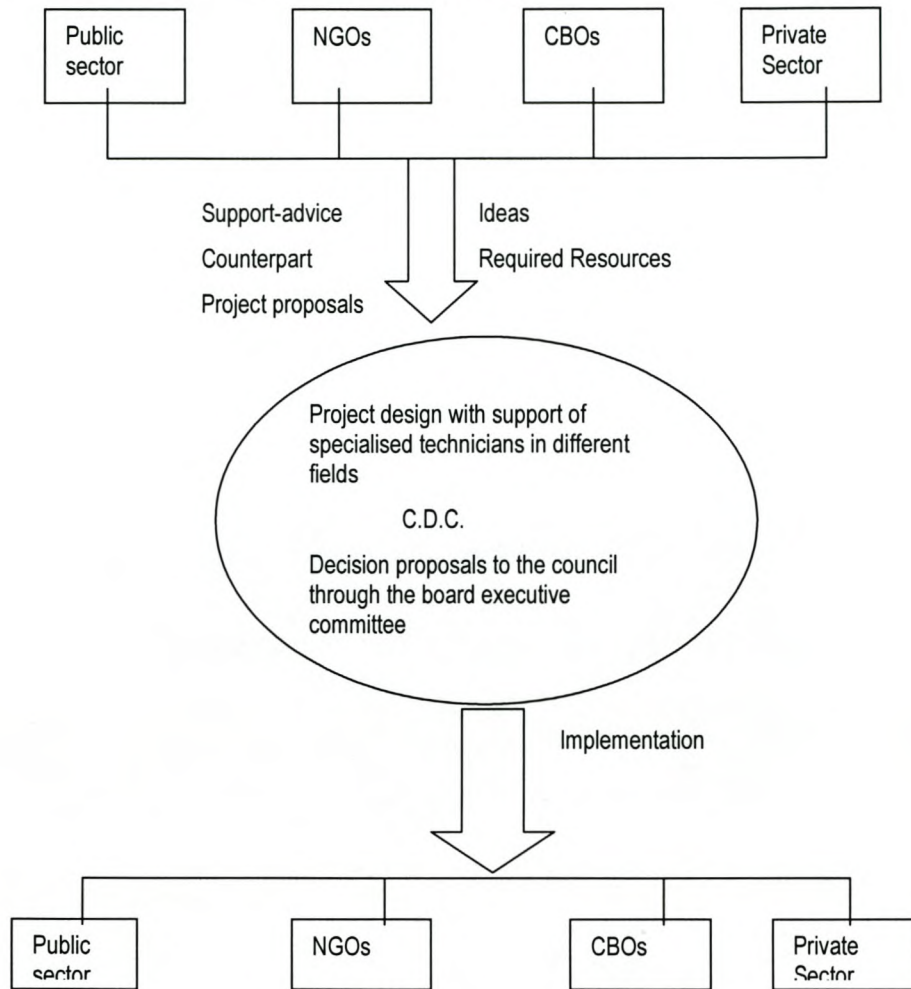 Public
sector
NGOs
CBOs
Private
Sector
Support-advice
Ideas
Counterpart
Required Resources
Project proposals
Project design with support of
specialised technicians in different
fields
C.D.C.
Decision proposals to the council
through the board executive
committee
Implementation
Public
sector
NGOs
CBOs
Private
Sector